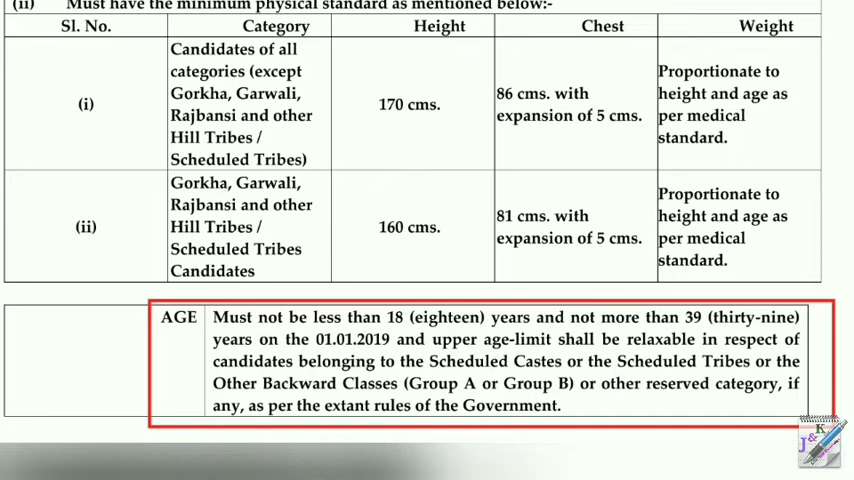 (ii) Must have the minimum physical standard as mentioned below:-
Sl. No. Category Height Chest Weight
(i)
Candidates of all
categories (except
Gorkha, Garwali,
Rajbansi and other
Hill Tribes /
Scheduled Tribes)
170 cms.
86 cms. with
expansion of 5 cms.
Proportionate to
height and age as
per medical
standard.
(ii)
Gorkha, Garwali,
Rajbansi and other
Hill Tribes /
Scheduled Tribes
Candidates
160 cms.
81 cms. with
expansion of 5 cms.
Proportionate to
height and age as
per medical
standard.
AGE
Must not be less than 18 (eighteen) years and not more than 39 (thirty-nine)
years on the 01.01.2019 and upper age-limit shall be relaxable in respect of
candidates belonging to the Scheduled Castes or the Scheduled Tribes or the
Other Backward Classes (Group A or Group B) or other reserved category, if
any, as per the extant rules of the Government.
J&K